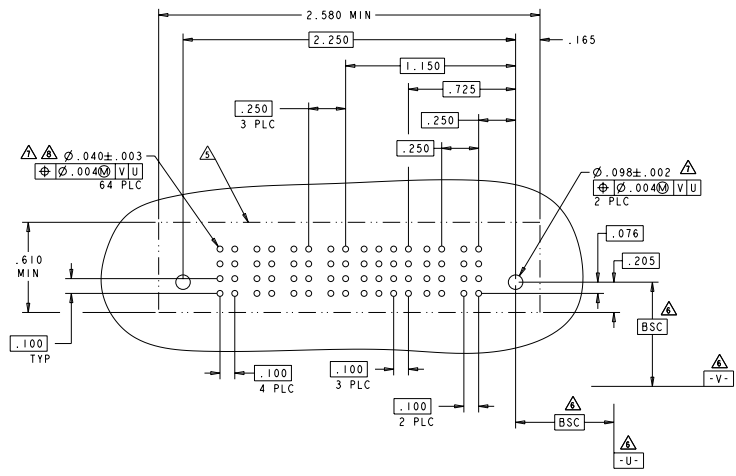 2.580 MIN
2.250
.165
1.150
.725
.250
3 PLC
.250
.250
7 8 Ø.040±.003
⌖ Ø.004Ⓜ V U
64 PLC
5
Ø.098±.002 7
⌖ Ø.004Ⓜ V U
2 PLC
.076
.205
.610
MIN
.100
TYP
.100
4 PLC
.100
3 PLC
.100
2 PLC
6
BSC
6
-V-
6
BSC
6
-U-